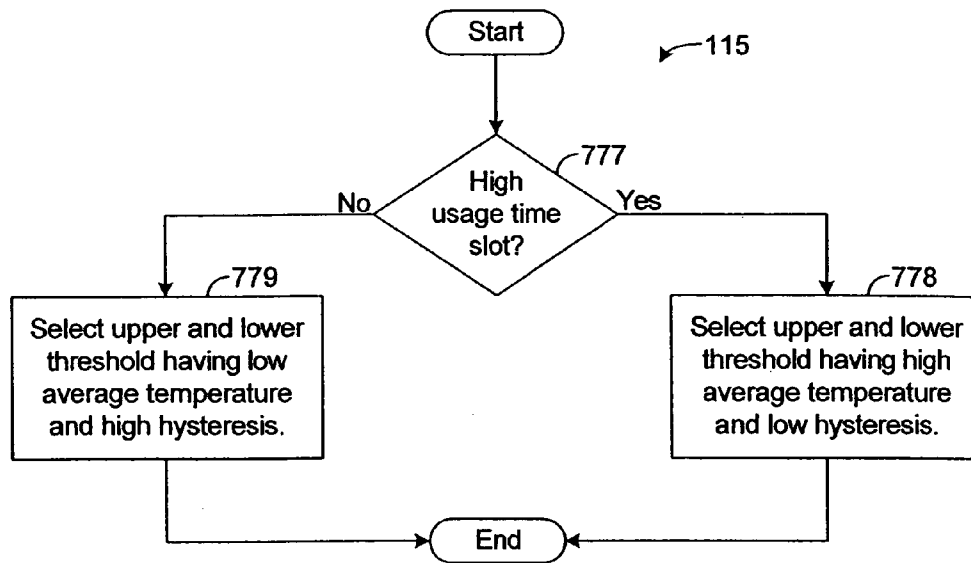 Start
115
777
High
usage time
slot?
No
Yes
779
Select upper and lower
threshold having low
average temperature
and high hysteresis.
778
Select upper and lower
threshold having high
average temperature
and low hysteresis.
End